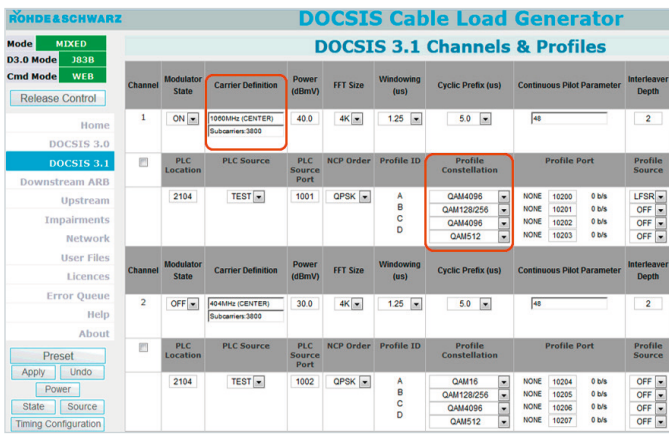 ROHDE&SCHWARZ
DOCSIS Cable Load Generator
Mode MIXED
D3.0 Mode J83B
Cmd Mode WEB
Release Control
Home
DOCSIS 3.0
DOCSIS 3.1
Downstream ARB
Upstream
Impairments
Network
User Files
Licences
Error Queue
Help
About
Preset
Apply Undo
Power
State Source
Timing Configuration
DOCSIS 3.1 Channels & Profiles
Channel Modulator State Carrier Definition Power (dBmV) FFT Size Windowing (us) Cyclic Prefix (us) Continuous Pilot Parameter Interleaver Depth
1 ON 1060MHz (CENTER) 40.0 4K 1.25 5.0 48 2
Subcarriers:3800
PLC Location PLC Source PLC Source Port NCP Order Profile ID Profile Constellation Profile Port Profile Source
2104 TEST 1001 QPSK A QAM4096 NONE 10200 0 b/s LFSR
B QAM128/256 NONE 10201 0 b/s OFF
C QAM4096 NONE 10202 0 b/s OFF
D QAM512 NONE 10203 0 b/s OFF
Channel Modulator State Carrier Definition Power (dBmV) FFT Size Windowing (us) Cyclic Prefix (us) Continuous Pilot Parameter Interleaver Depth
2 OFF 404MHz (CENTER) 30.0 4K 1.25 5.0 48 2
Subcarriers:3800
PLC Location PLC Source PLC Source Port NCP Order Profile ID Profile Constellation Profile Port Profile Source
2104 TEST 1002 QPSK A QAM16 NONE 10204 0 b/s OFF
B QAM128/256 NONE 10205 0 b/s OFF
C QAM4096 NONE 10206 0 b/s OFF
D QAM512 NONE 10207 0 b/s OFF